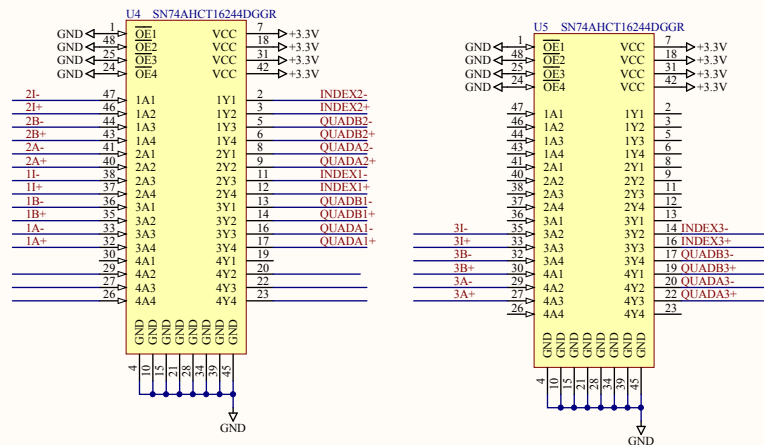 U4 SN74AHCT16244DGGR
GND 1 OE1 VCC 7 +3.3V
GND 48 OE2 VCC 18 +3.3V
GND 25 OE3 VCC 31 +3.3V
GND 24 OE4 VCC 42 +3.3V
2I- 47 1A1 1Y1 2 INDEX2-
2I+ 46 1A2 1Y2 3 INDEX2+
2B- 44 1A3 1Y3 5 QUADB2-
2B+ 43 1A4 1Y4 6 QUADB2+
2A- 41 2A1 2Y1 8 QUADA2-
2A+ 40 2A2 2Y2 9 QUADA2+
1I- 38 2A3 2Y3 11 INDEX1-
1I+ 37 2A4 2Y4 12 INDEX1+
1B- 36 3A1 3Y1 13 QUADB1-
1B+ 35 3A2 3Y2 14 QUADB1+
1A- 33 3A3 3Y3 16 QUADA1-
1A+ 32 3A4 3Y4 17 QUADA1+
30 4A1 4Y1 19
29 4A2 4Y2 20
27 4A3 4Y3 22
26 4A4 4Y4 23
GND GND GND GND GND GND GND GND
4 10 15 21 28 34 39 45
GND
U5 SN74AHCT16244DGGR
GND 1 OE1 VCC 7 +3.3V
GND 48 OE2 VCC 18 +3.3V
GND 25 OE3 VCC 31 +3.3V
GND 24 OE4 VCC 42 +3.3V
47 1A1 1Y1 2
46 1A2 1Y2 3
44 1A3 1Y3 5
43 1A4 1Y4 6
41 2A1 2Y1 8
40 2A2 2Y2 9
38 2A3 2Y3 11
37 2A4 2Y4 12
36 3A1 3Y1 13
3I- 35 3A2 3Y2 14 INDEX3-
3I+ 33 3A3 3Y3 16 INDEX3+
3B- 32 3A4 3Y4 17 QUADB3-
3B+ 30 4A1 4Y1 19 QUADB3+
3A- 29 4A2 4Y2 20 QUADA3-
3A+ 27 4A3 4Y3 22 QUADA3+
26 4A4 4Y4 23
GND GND GND GND GND GND GND GND
4 10 15 21 28 34 39 45
GND